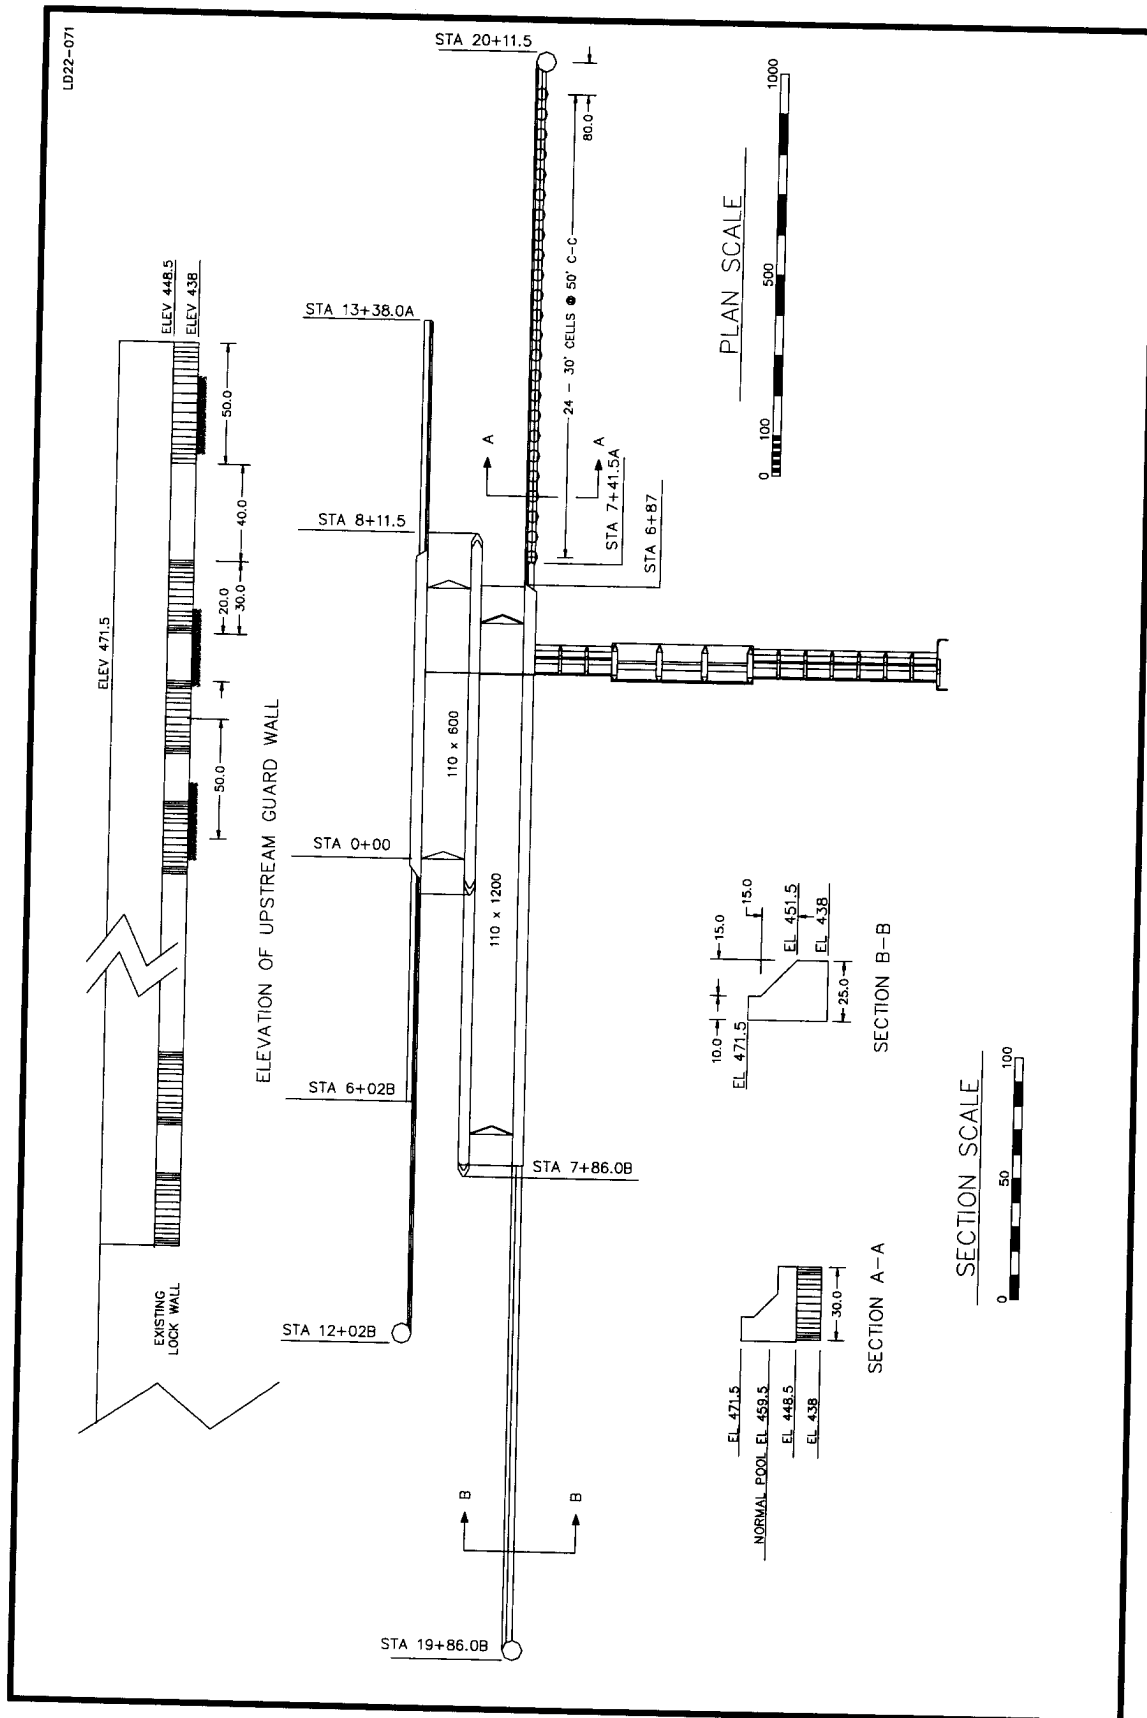 LD22-071
STA 20+11.5
80.0
1000
ELEV 448.5
ELEV 438
STA 13+38.0A
24 - 30' CELLS @ 50' C-C
PLAN SCALE
500
50.0
100
0
A
A
40.0
STA 8+11.5
STA 7+41.5A
STA 6+87
20.0
30.0
ELEV 471.5
50.0
ELEVATION OF UPSTREAM GUARD WALL
110 x 600
STA 0+00
110 x 1200
15.0
15.0
10.0
EL 451.5
EL 438
25.0
EL 471.5
SECTION B-B
STA 6+02B
STA 7+86.0B
SECTION SCALE
100
50
0
EXISTING
LOCK WALL
STA 12+02B
30.0
SECTION A-A
EL 471.5
NORMAL POOL EL 459.5
EL 448.5
EL 438
B
B
STA 19+86.0B